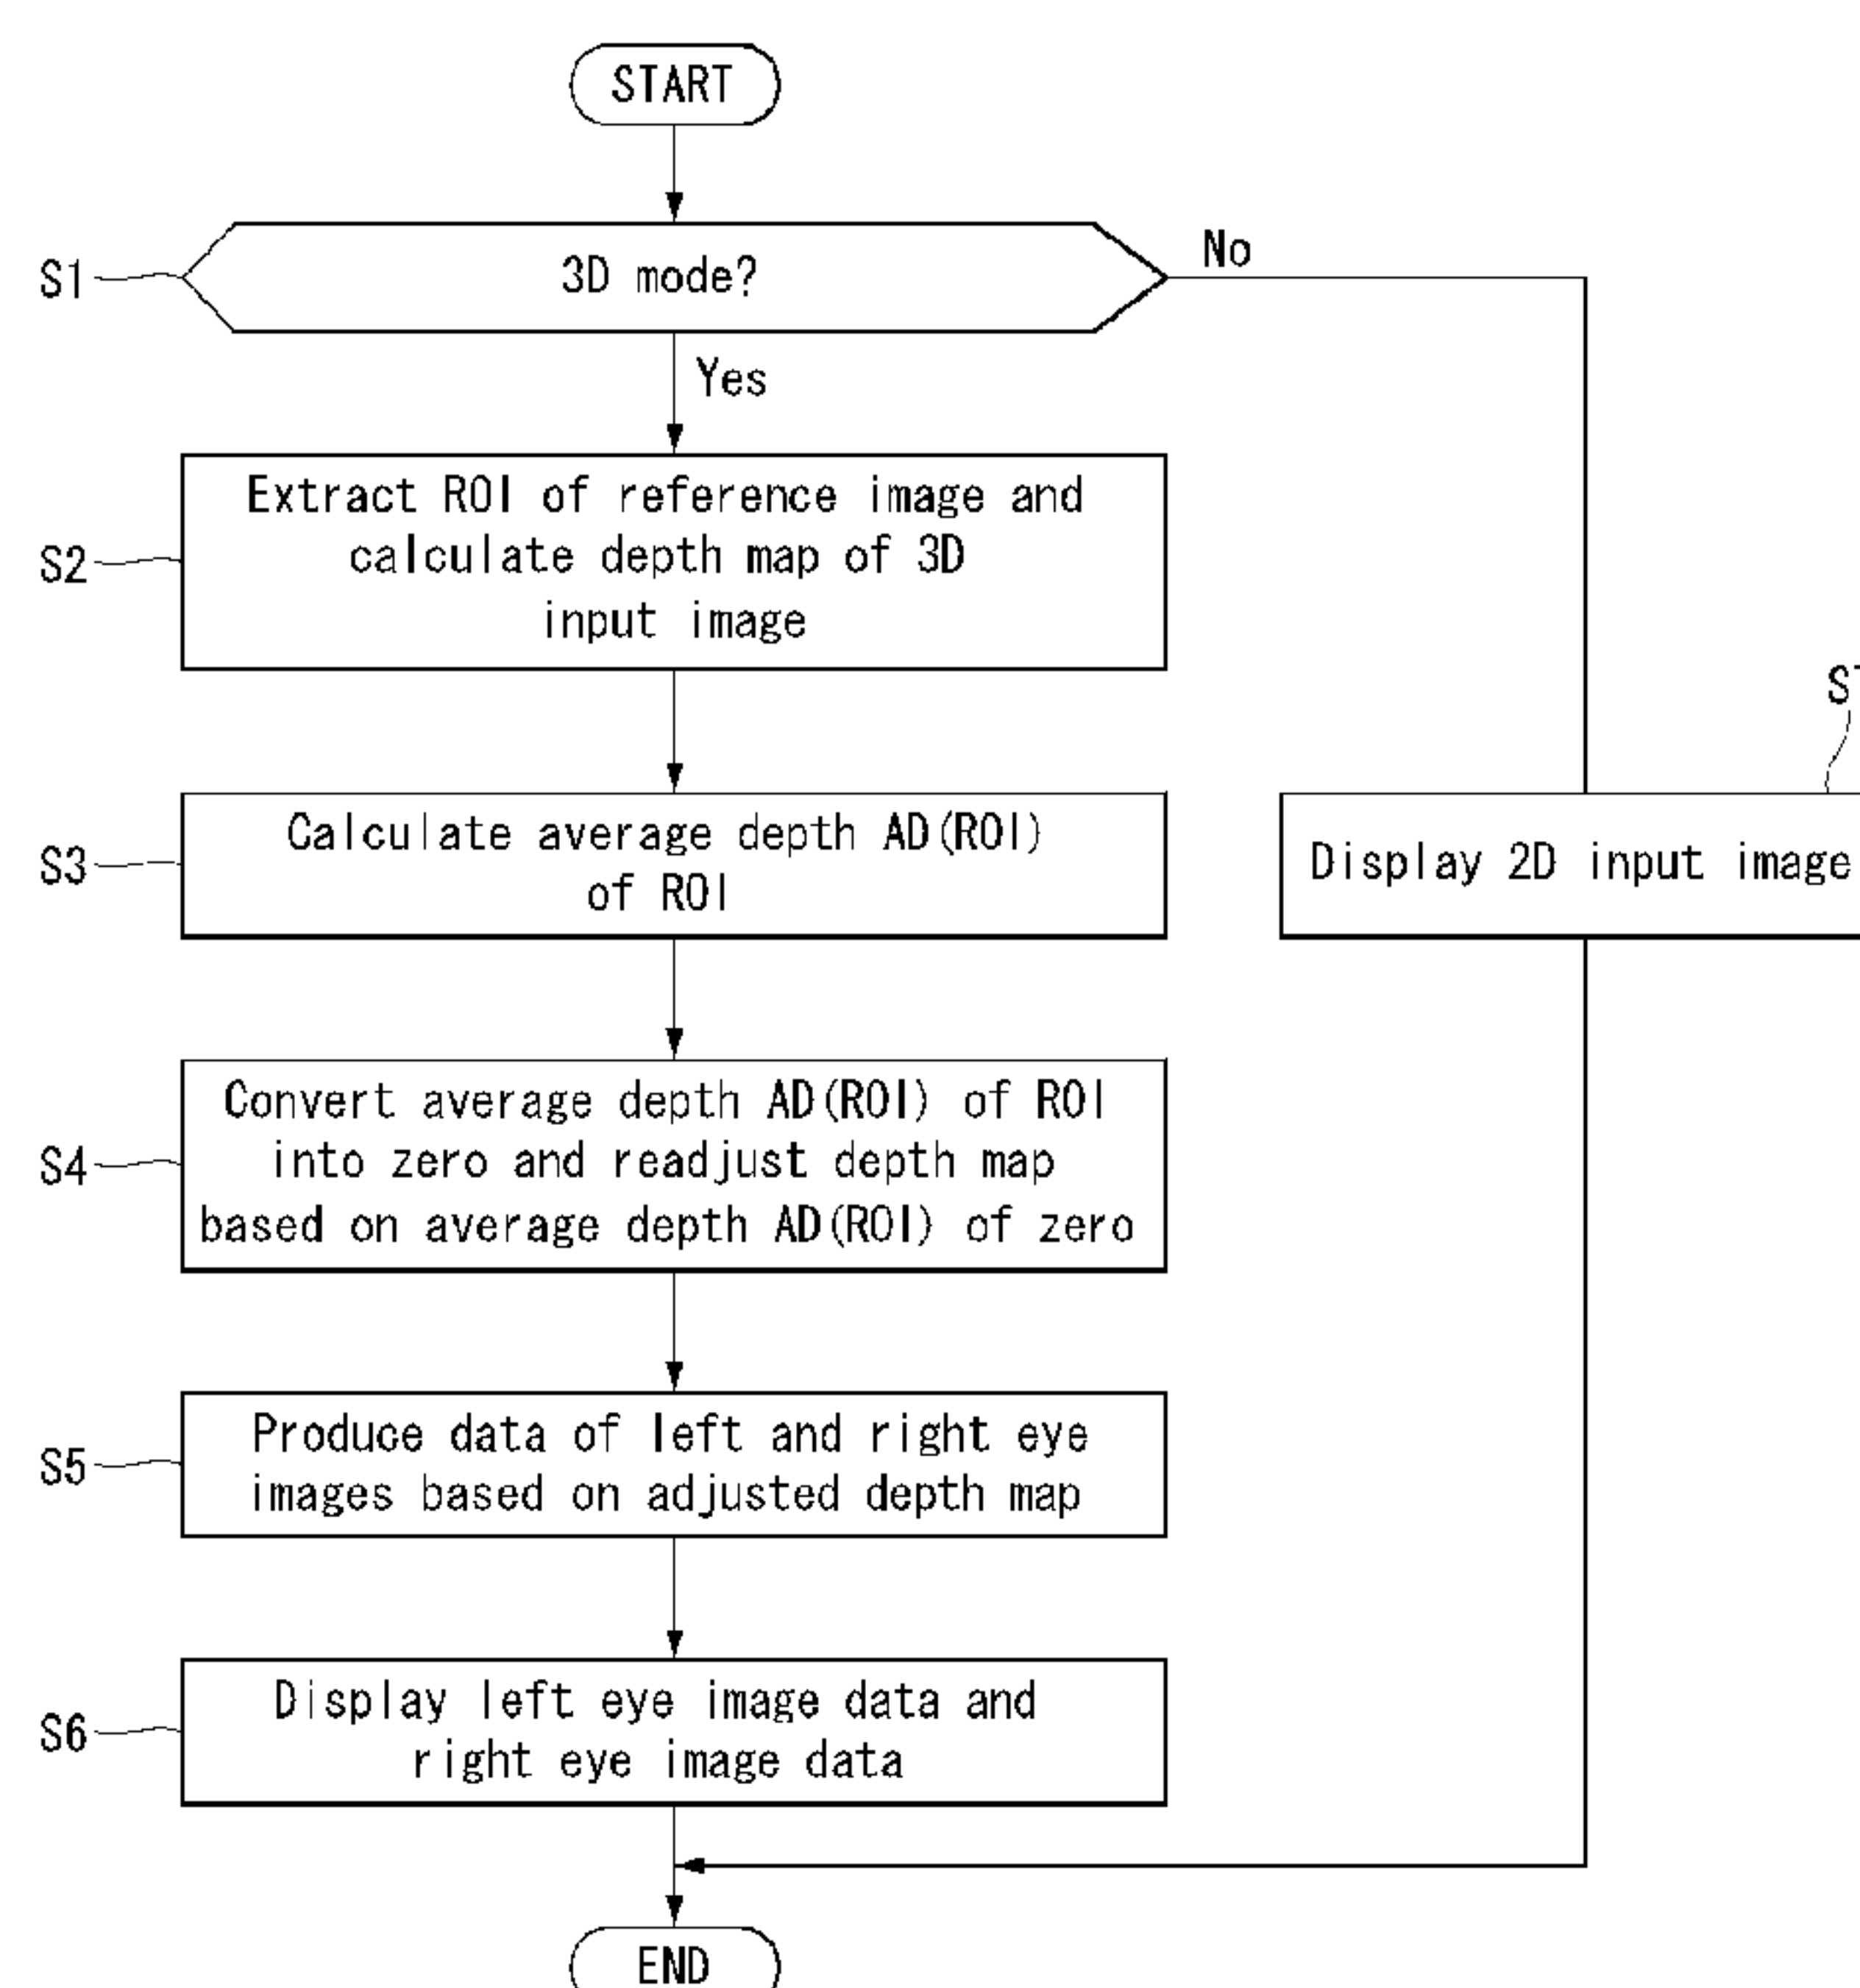 START
S1
3D mode?
No
Yes
S2
Extract ROI of reference image and
calculate depth map of 3D
input image
S3
Calculate average depth AD(ROI)
of ROI
Display 2D input image
S4
Convert average depth AD(ROI) of ROI
into zero and readjust depth map
based on average depth AD(ROI) of zero
S5
Produce data of left and right eye
images based on adjusted depth map
S6
Display left eye image data and
right eye image data
END